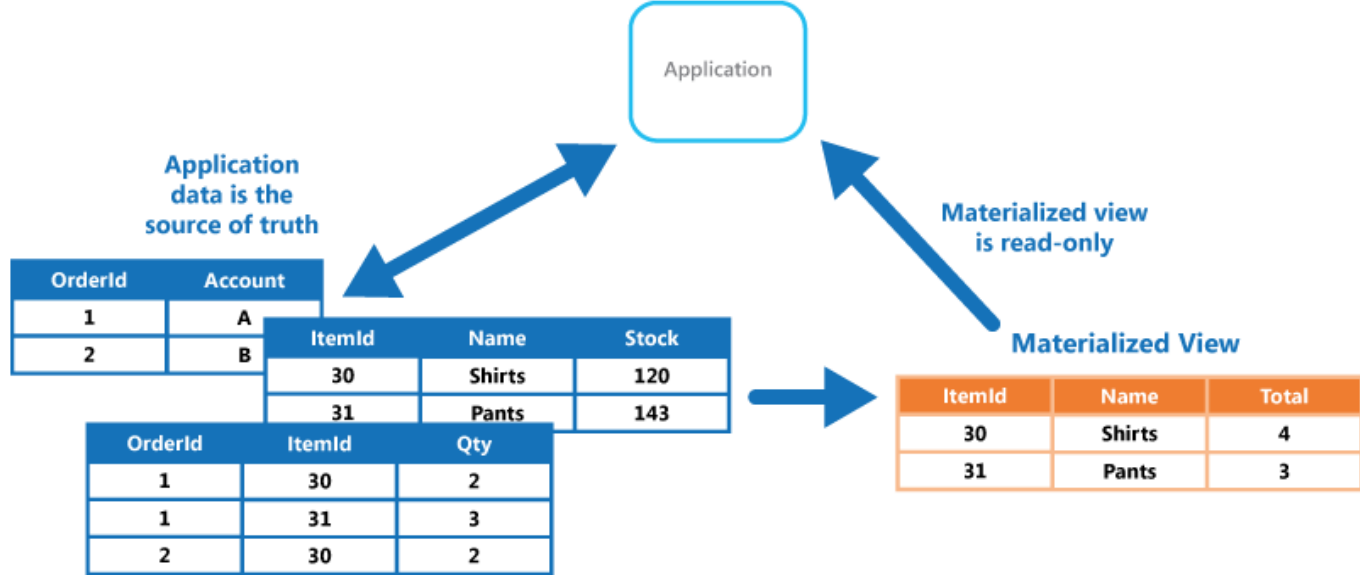 Application
Application
data is the
source of truth
Materialized view
is read-only
OrderId Account
1 A
2 B
ItemId Name Stock
30 Shirts 120
31 Pants 143
OrderId ItemId Qty
1 30 2
1 31 3
2 30 2
Materialized View
ItemId Name Total
30 Shirts 4
31 Pants 3